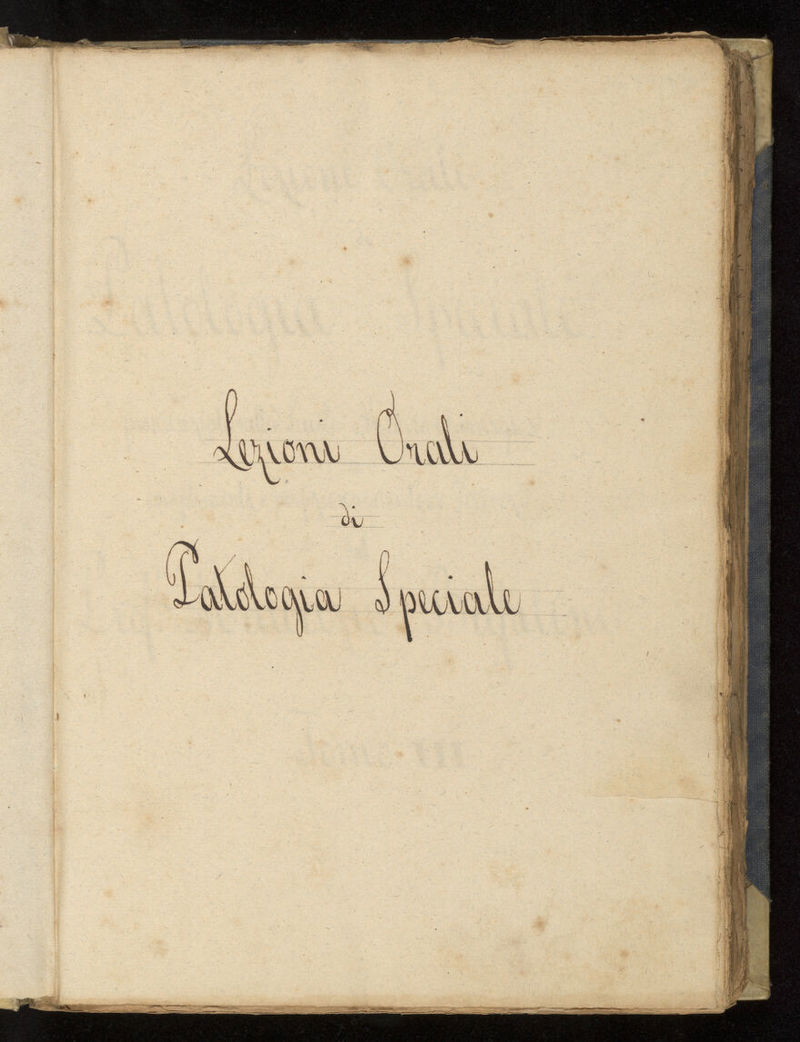 Lezioni Orali
di
Patologia Speciale